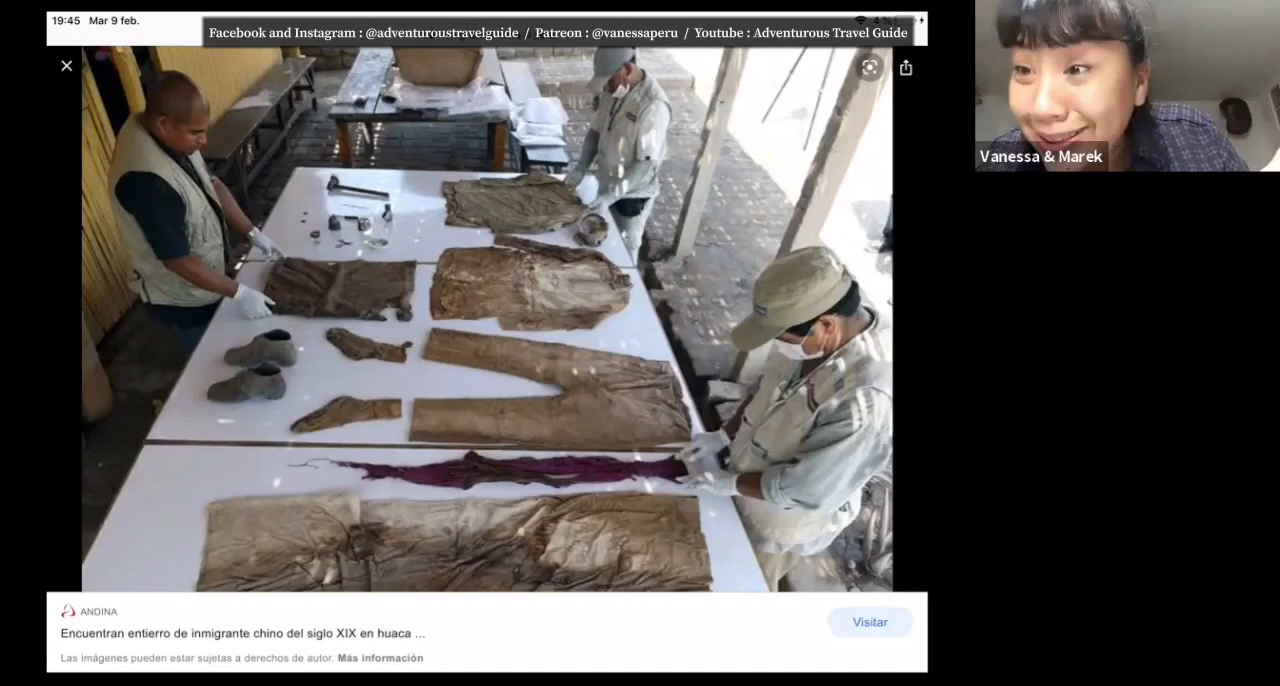 19:45 Mar 9 feb.
Facebook and Instagram : @adventuroustravelguide / Patreon : @vanessaperu / Youtube : Adventurous Travel Guide
Vanessa & Marek
ANDINA
Encuentran entierro de inmigrante chino del siglo XIX en huaca ...
Visitar
Las imágenes pueden estar sujetas a derechos de autor. Más información